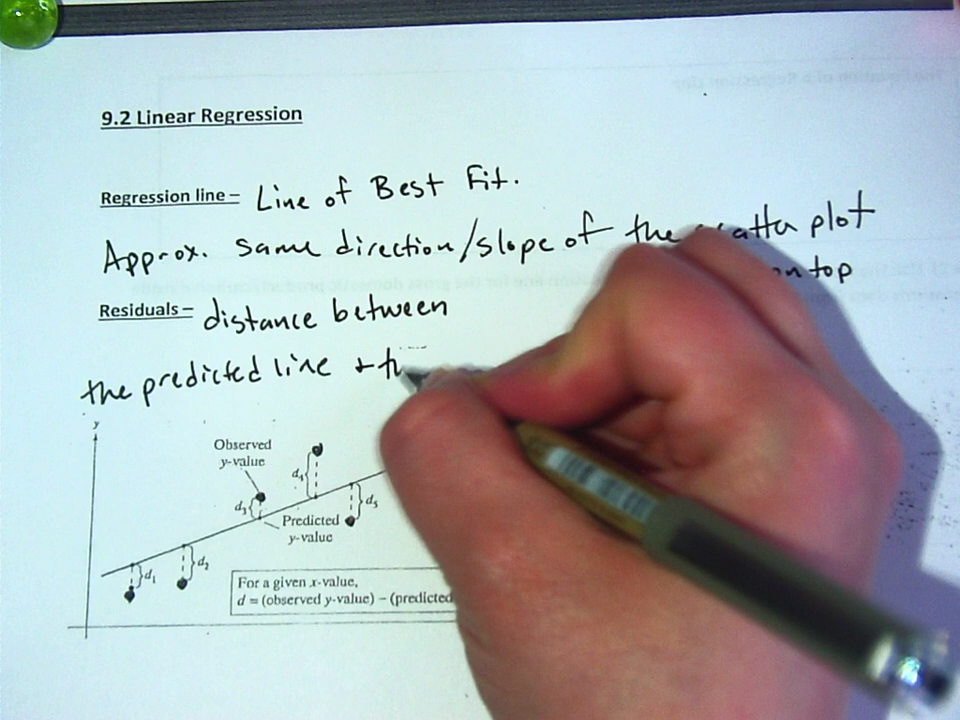 9.2 Linear Regression
Regression line – Line of Best Fit.
Approx. same direction/slope of the plot
on top
Residuals – distance between
the predicted line +
y
Observed
y-value
d4
d3
d5
Predicted
y-value
d1
d2
For a given x-value,
d = (observed y-value) – (predicted